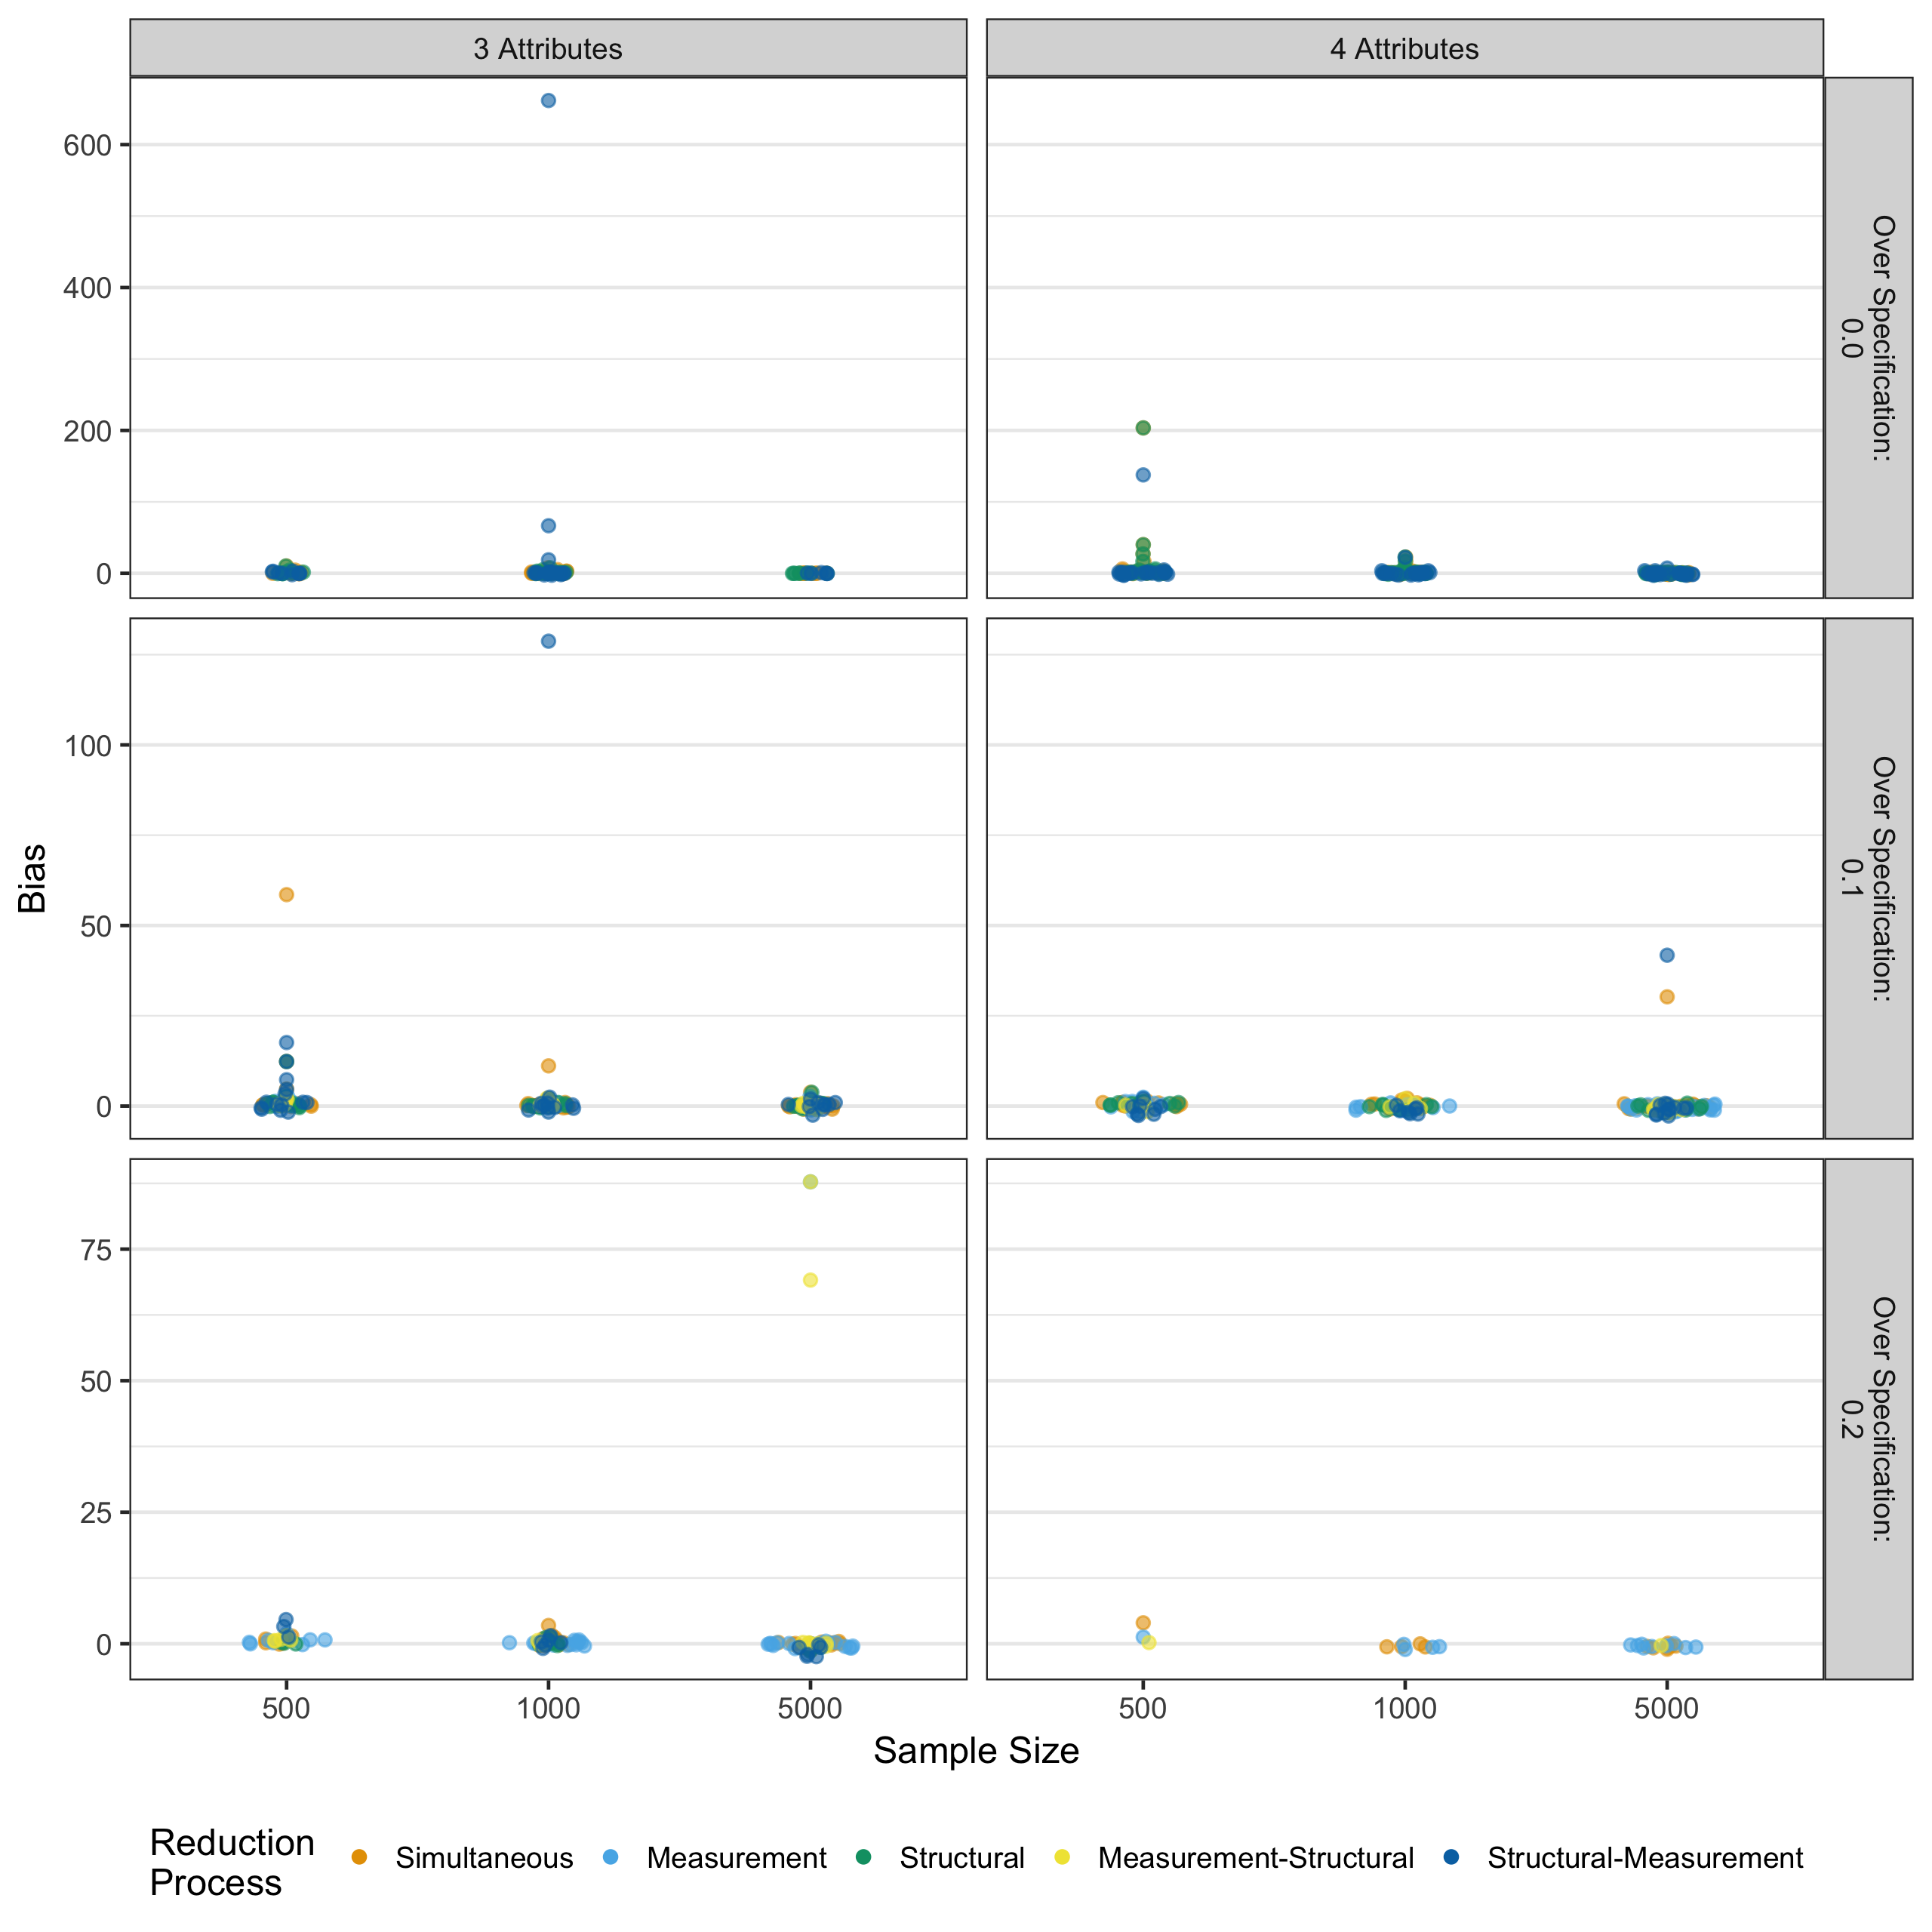 3 Attributes
4 Attributes
600
400
200
0
Over Specification:
0.0
100
50
0
Over Specification:
0.1
75
50
25
0
Over Specification:
0.2
Bias
500
1000
5000
500
1000
5000
Sample Size
Reduction
Process
Simultaneous
Measurement
Structural
Measurement-Structural
Structural-Measurement